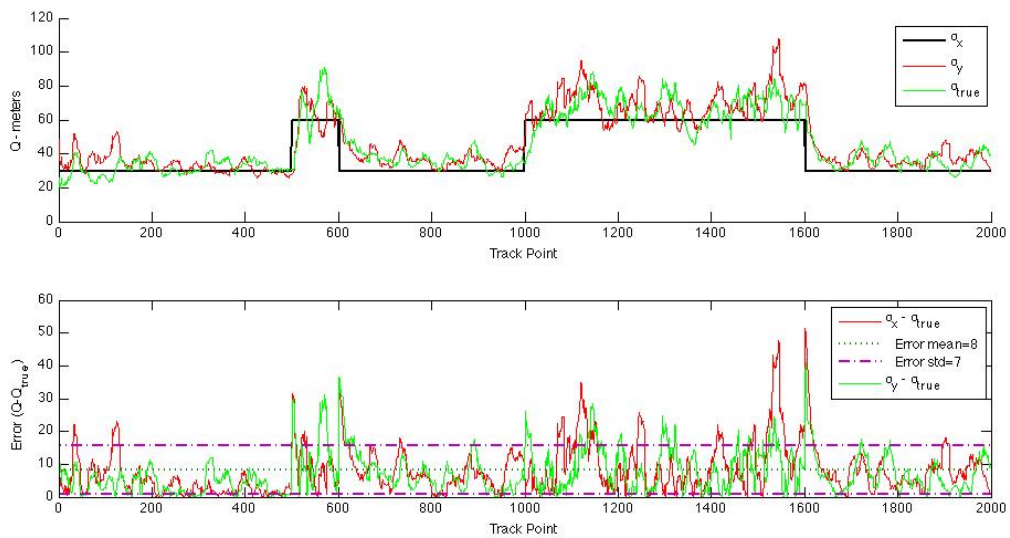 120
100
80
60
40
20
0
Q - meters
0 200 400 600 800 1000 1200 1400 1600 1800 2000
Track Point
σx
σy
qtrue
60
50
40
30
20
10
0
Error (Q-Qtrue)
0 200 400 600 800 1000 1200 1400 1600 1800 2000
Track Point
σx - qtrue
Error mean=8
Error std=7
σy - qtrue